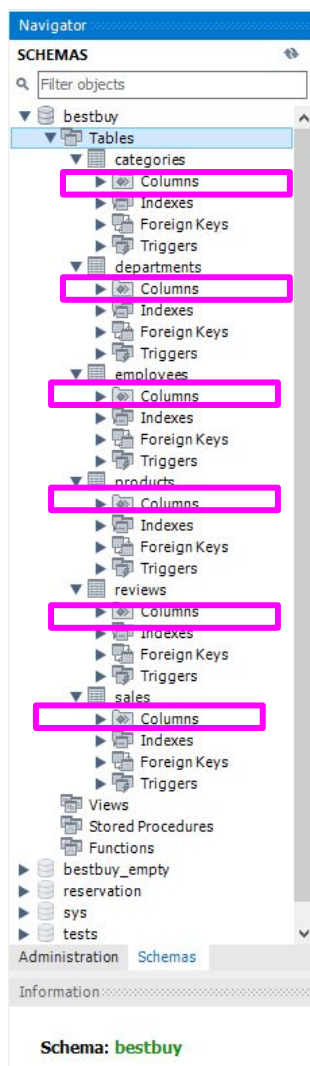 Navigator
SCHEMAS
Filter objects
bestbuy
Tables
categories
Columns
Indexes
Foreign Keys
Triggers
departments
Columns
Indexes
Foreign Keys
Triggers
employees
Columns
Indexes
Foreign Keys
Triggers
products
Columns
Indexes
Foreign Keys
Triggers
reviews
Columns
Indexes
Foreign Keys
Triggers
sales
Columns
Indexes
Foreign Keys
Triggers
Views
Stored Procedures
Functions
bestbuy_empty
reservation
sys
tests
Administration Schemas
Information
Schema: bestbuy